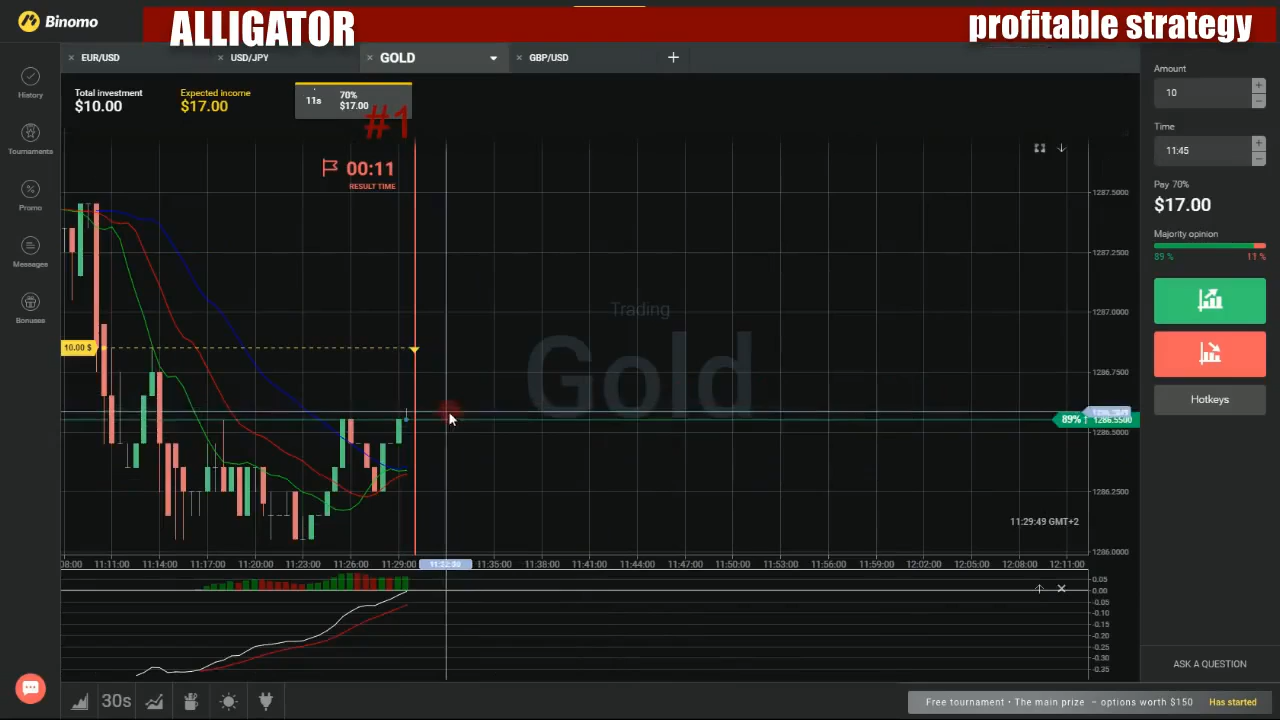 Binomo
ALLIGATOR
profitable strategy
EUR/USD
USD/JPY
GOLD
GBP/USD
Total investment
$10.00
Expected income
$17.00
11s
70%
$17.00
#1
00:11
RESULT TIME
History
Tournaments
Promo
Messages
Bonuses
10.00 $
Trading
Gold
1287.5000
1287.2500
1287.0000
1286.7500
1286.5000
1286.2500
1286.0000
89%
1286.5500
11:29:49 GMT+2
:08:00
11:11:00
11:14:00
11:17:00
11:20:00
11:23:00
11:26:00
11:29:00
11:35:00
11:38:00
11:41:00
11:44:00
11:47:00
11:50:00
11:53:00
11:56:00
11:59:00
12:02:00
12:05:00
12:08:00
12:11:00
0.05
0.00
-0.05
-0.10
-0.15
-0.20
-0.25
-0.30
-0.35
30s
Amount
10
+
−
Time
11:45
+
−
Pay 70%
$17.00
Majority opinion
89 %
11 %
Hotkeys
ASK A QUESTION
Free tournament • The main prize – options worth $150 Has started